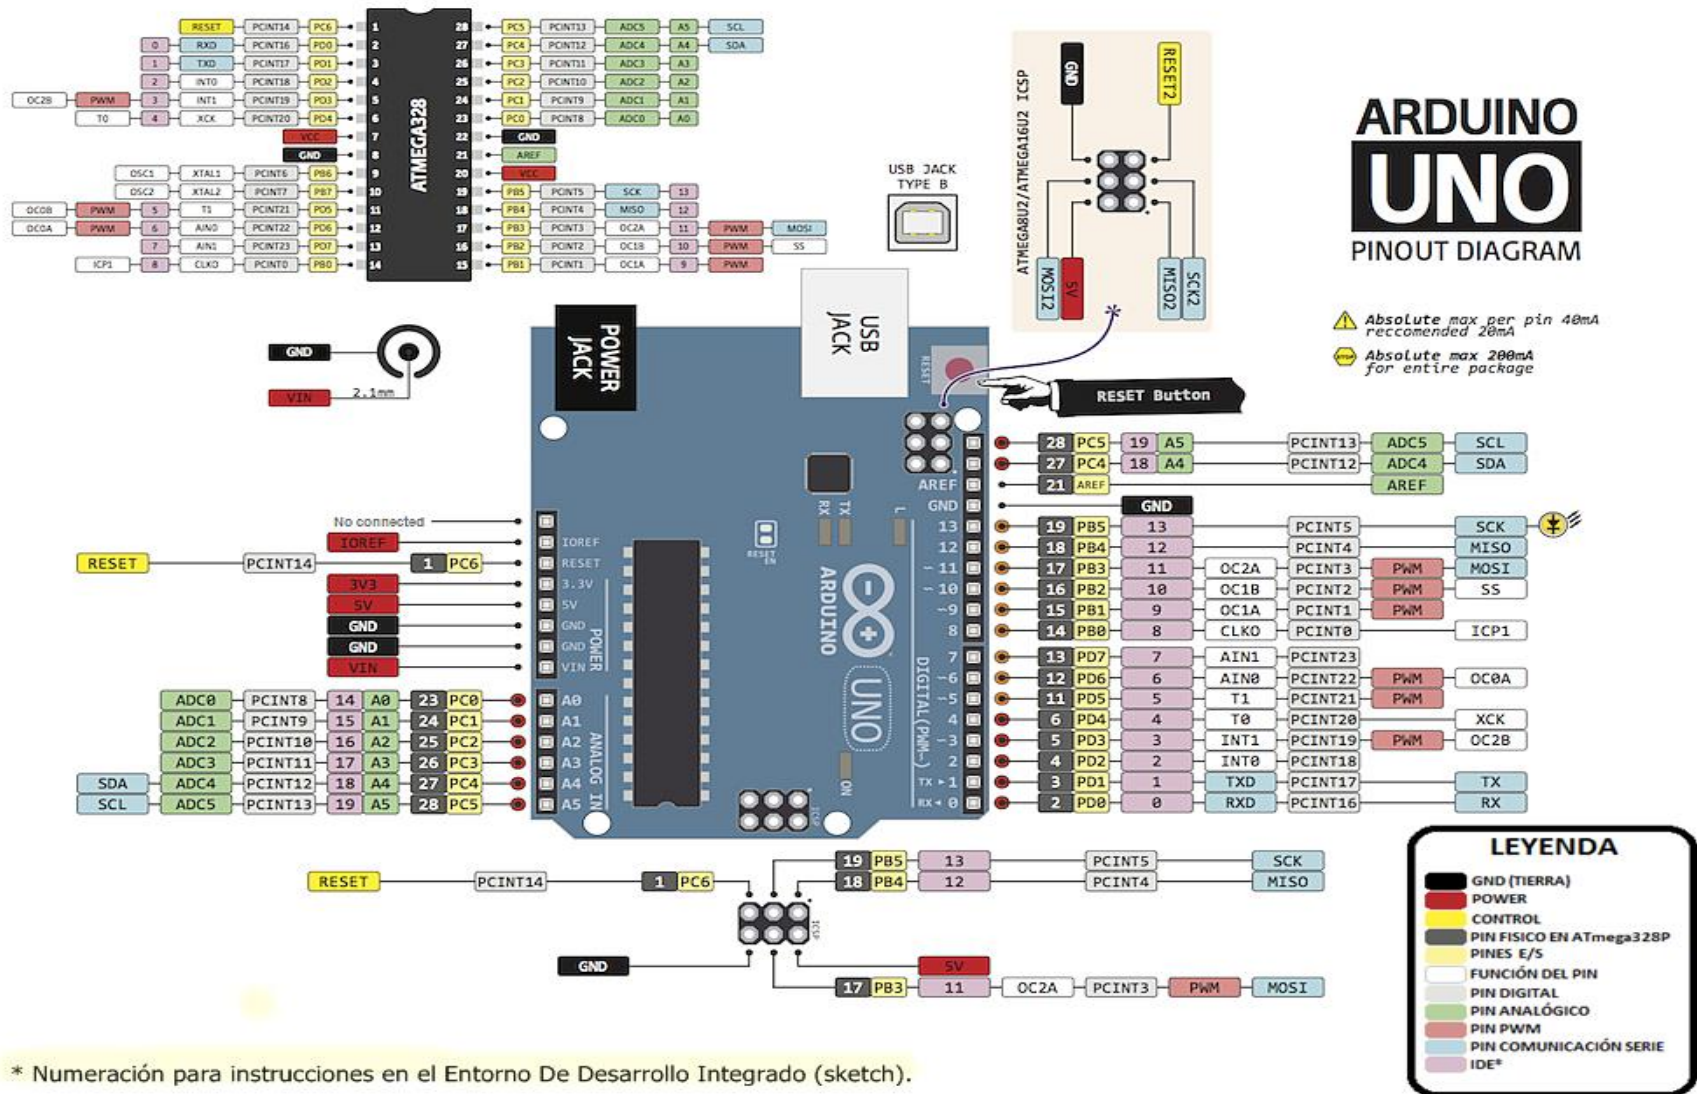 RESET PCINT14 PC6 1 28 PC5 PCINT13 ADC5 A5 SCL
0 RXD PCINT16 PD0 2 27 PC4 PCINT12 ADC4 A4 SDA
1 TXD PCINT17 PD1 3 26 PC3 PCINT11 ADC3 A3
2 INT0 PCINT18 PD2 4 25 PC2 PCINT10 ADC2 A2
OC2B PWM 3 INT1 PCINT19 PD3 5 24 PC1 PCINT9 ADC1 A1
T0 4 XCK PCINT20 PD4 6 23 PC0 PCINT8 ADC0 A0
VCC 7 22 GND
GND 8 21 AREF
OSC1 XTAL1 PCINT6 PB6 9 20 VCC
OSC2 XTAL2 PCINT7 PB7 10 19 PB5 PCINT5 SCK 13
OC0B PWM 5 T1 PCINT21 PD5 11 18 PB4 PCINT4 MISO 12
OC0A PWM 6 AIN0 PCINT22 PD6 12 17 PB3 PCINT3 OC2A 11 PWM MOSI
7 AIN1 PCINT23 PD7 13 16 PB2 PCINT2 OC1B 10 PWM SS
ICP1 8 CLKO PCINT0 PB0 14 15 PB1 PCINT1 OC1A 9 PWM
ATMEGA328
USB JACK
TYPE B
ATMEGA8U2/ATMEGA16U2 ICSP
GND RESET2
MOSI2 5V MISO2 SCK2
ARDUINO
UNO
PINOUT DIAGRAM
Absolute max per pin 40mA
reccomended 20mA
STOP
Absolute max 200mA
for entire package
GND
VIN 2.1mm
POWER
JACK
USB
JACK
RESET
RESET Button
28 PC5 19 A5 PCINT13 ADC5 SCL
27 PC4 18 A4 PCINT12 ADC4 SDA
AREF 21 AREF AREF
GND GND
13 19 PB5 13 PCINT5 SCK
12 18 PB4 12 PCINT4 MISO
~11 17 PB3 11 OC2A PCINT3 PWM MOSI
~10 16 PB2 10 OC1B PCINT2 PWM SS
~9 15 PB1 9 OC1A PCINT1 PWM
8 14 PB0 8 CLKO PCINT0 ICP1
7 13 PD7 7 AIN1 PCINT23
~6 12 PD6 6 AIN0 PCINT22 PWM OC0A
~5 11 PD5 5 T1 PCINT21 PWM
4 6 PD4 4 T0 PCINT20 XCK
~3 5 PD3 3 INT1 PCINT19 PWM OC2B
2 4 PD2 2 INT0 PCINT18
TX ▸ 1 3 PD1 1 TXD PCINT17 TX
RX ◂ 0 2 PD0 0 RXD PCINT16 RX
RX TX L
RESET
EN
ARDUINO
UNO
DIGITAL(PWM~)
ON
ICSP
No connected
IOREF IOREF
RESET PCINT14 1 PC6 RESET
3V3 3.3V
5V 5V
GND GND
GND GND
VIN VIN
POWER
ADC0 PCINT8 14 A0 23 PC0 A0
ADC1 PCINT9 15 A1 24 PC1 A1
ADC2 PCINT10 16 A2 25 PC2 A2
ADC3 PCINT11 17 A3 26 PC3 A3
SDA ADC4 PCINT12 18 A4 27 PC4 A4
SCL ADC5 PCINT13 19 A5 28 PC5 A5
ANALOG IN
19 PB5 13 PCINT5 SCK
RESET PCINT14 1 PC6 18 PB4 12 PCINT4 MISO
ICSP
GND 5V
17 PB3 11 OC2A PCINT3 PWM MOSI
LEYENDA
GND (TIERRA)
POWER
CONTROL
PIN FISICO EN ATmega328P
PINES E/S
FUNCIÓN DEL PIN
PIN DIGITAL
PIN ANALÓGICO
PIN PWM
PIN COMUNICACIÓN SERIE
IDE*
* Numeración para instrucciones en el Entorno De Desarrollo Integrado (sketch).